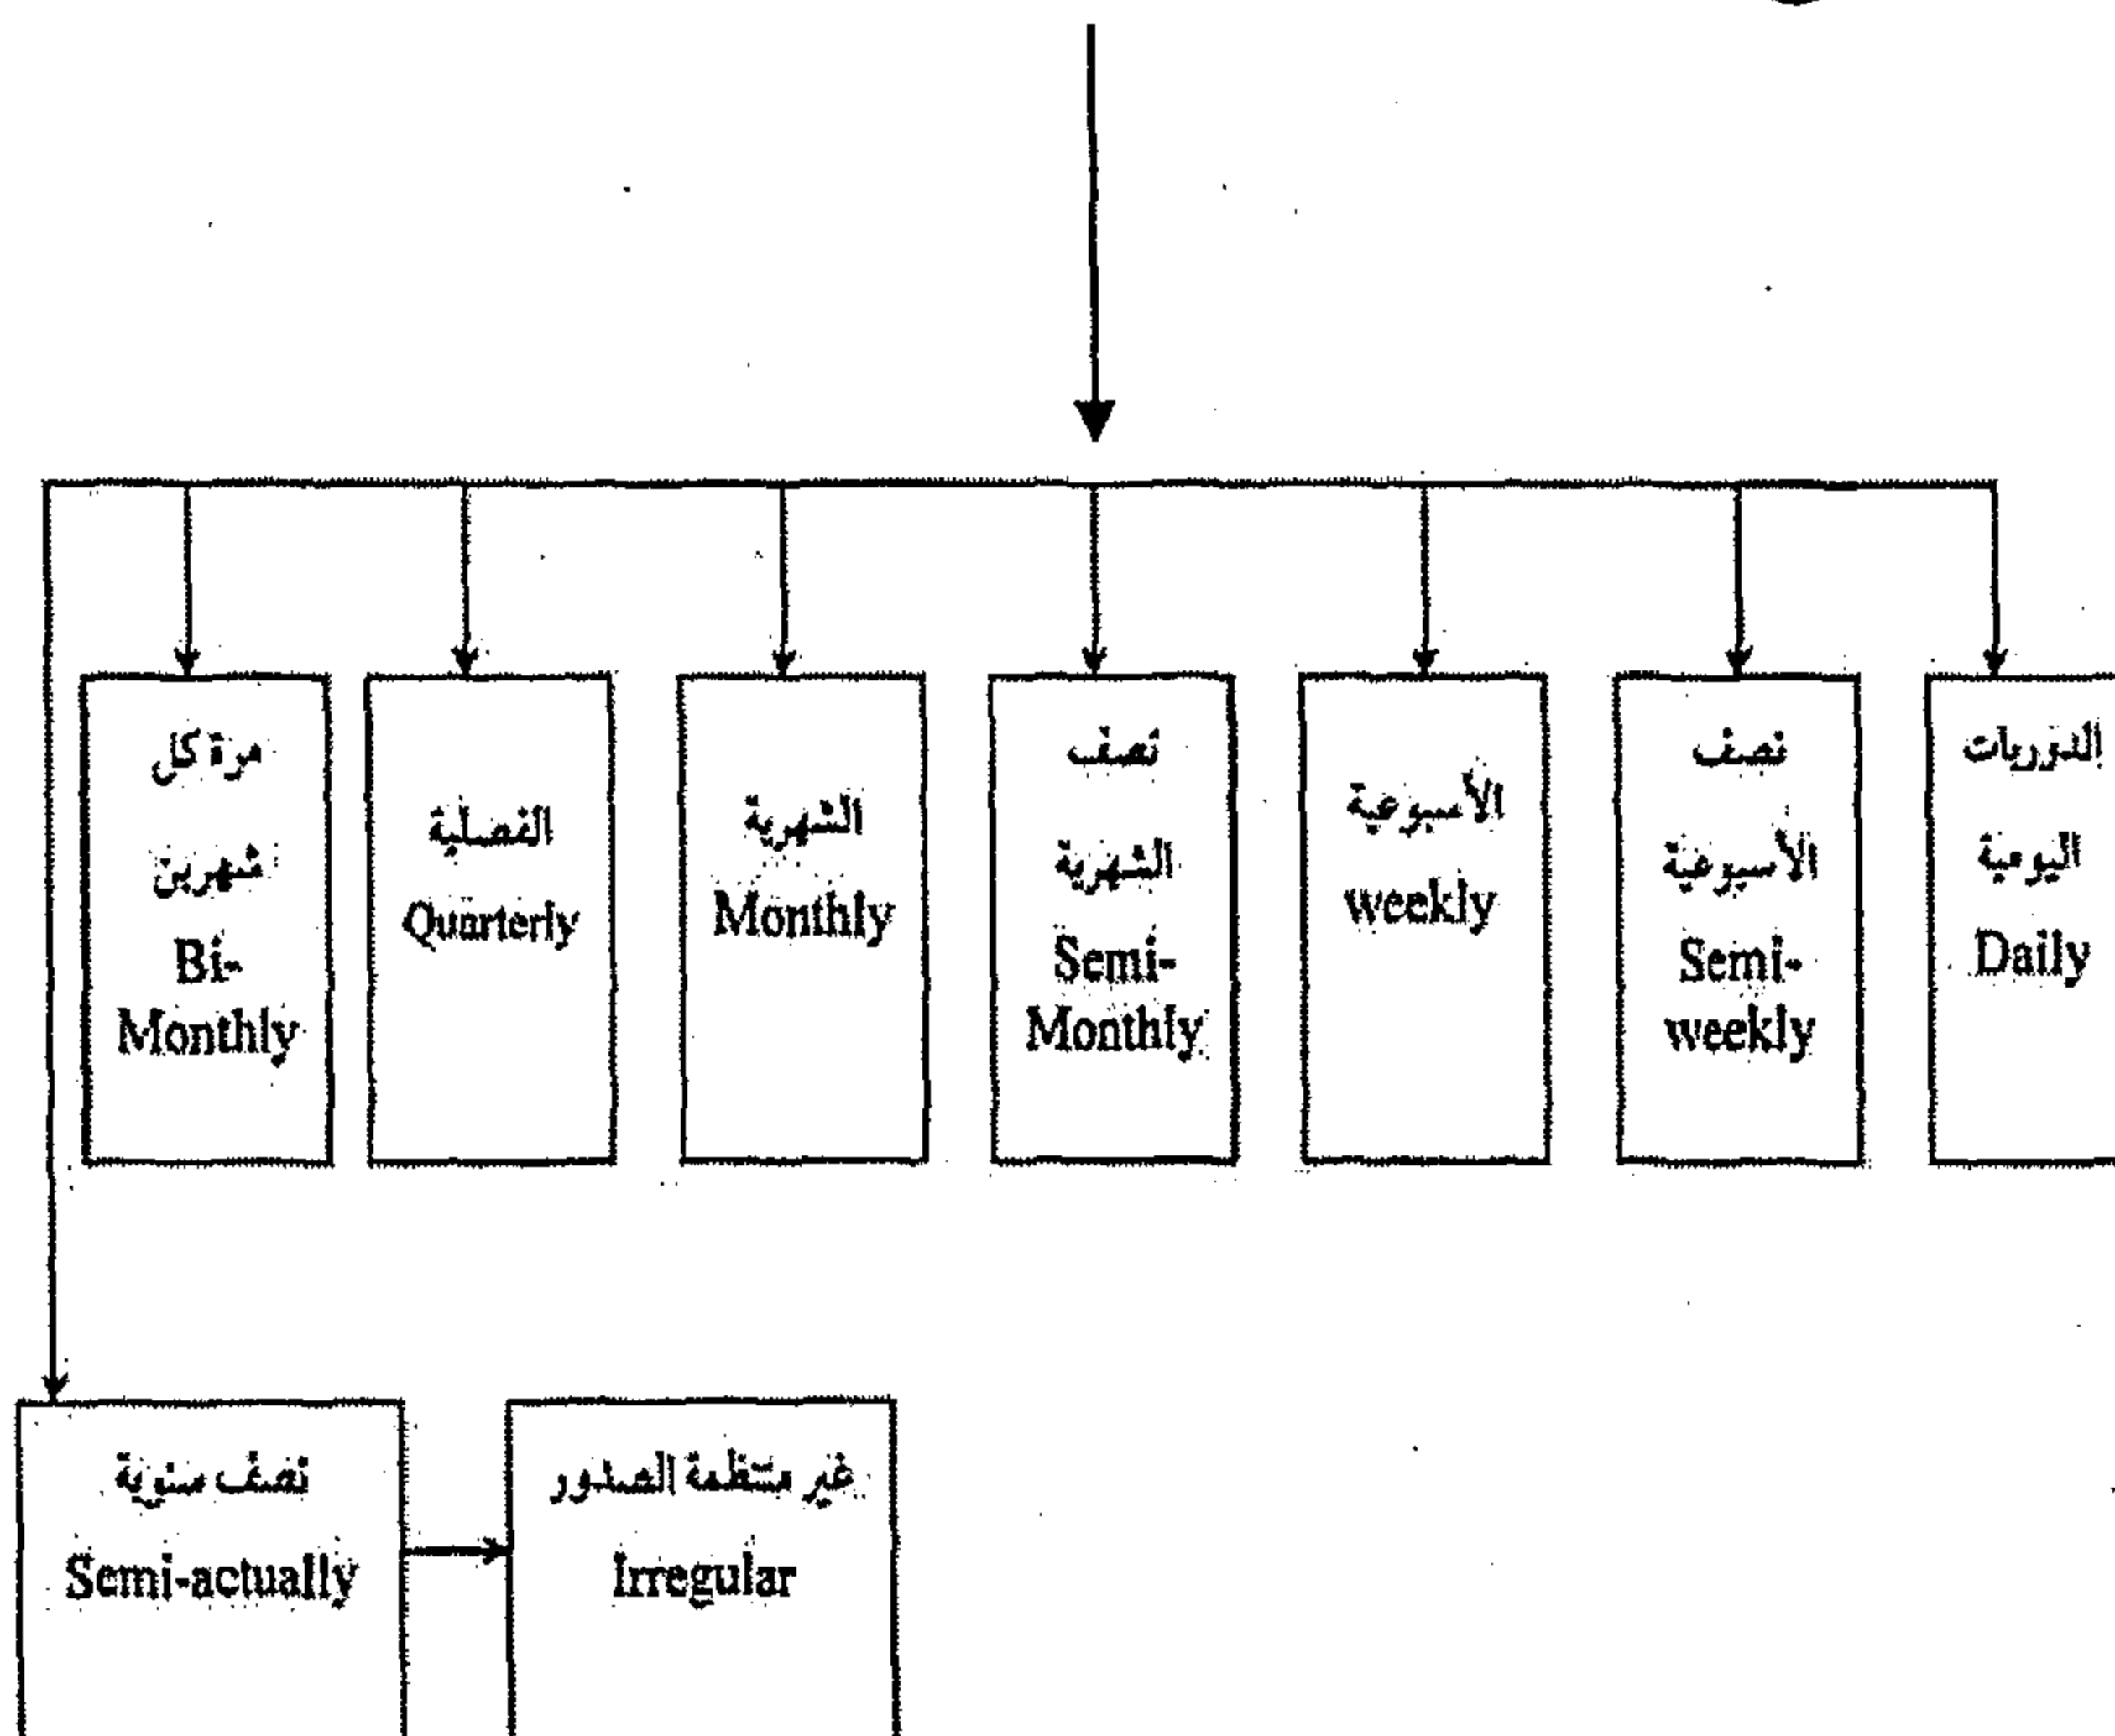 الدوريات
اليومية
Daily
نصف
الأسبوعية
Semi-
weekly
الأسبوعية
weekly
نصف
الشهرية
Semi-
Monthly
الشهرية
Monthly
الفصلية
Quarterly
مرة كل
شهرين
Bi-
Monthly
نصف سنوية
Semi-actually
غير منتظمة الصدور
Irregular